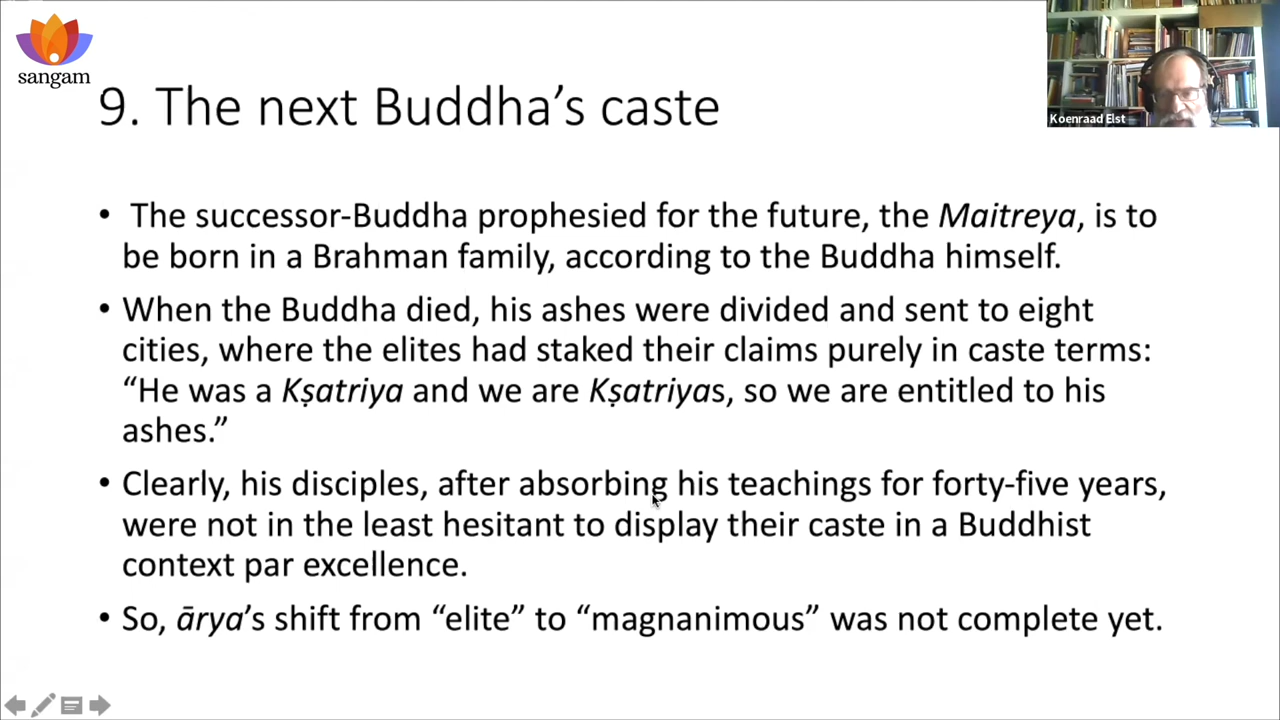 sangam
9. The next Buddha’s caste
Koenraad Elst
• The successor-Buddha prophesied for the future, the Maitreya, is to
be born in a Brahman family, according to the Buddha himself.
• When the Buddha died, his ashes were divided and sent to eight
cities, where the elites had staked their claims purely in caste terms:
“He was a Kṣatriya and we are Kṣatriyas, so we are entitled to his
ashes.”
• Clearly, his disciples, after absorbing his teachings for forty-five years,
were not in the least hesitant to display their caste in a Buddhist
context par excellence.
• So, ārya’s shift from “elite” to “magnanimous” was not complete yet.